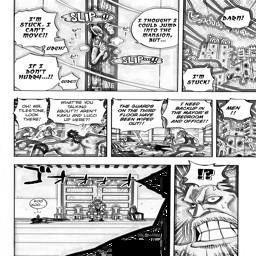 SLIP...!!
I'M
STUCK. I
CAN'T
MOVE!!
I THOUGHT I
COULD JUMP
INTO THE
MANSION,
BUT...
DARN!
IF I
DON'T
HURRY...!!
SLIP...!!
I'M
STUCK!
OH! MR.
TILESTONE,
LOOK
THERE!
WHAT'RE YOU
TALKING
ABOUT!! AREN'T
KAKU AND LUCCI
UP HERE?!
THE GUARDS
ON THE THIRD
FLOOR HAVE
BEEN WIPED
OUT!!
I NEED
BACKUP IN
THE MAYOR'S
BEDROOM
AND OFFICE!!
MEN
!!
!?